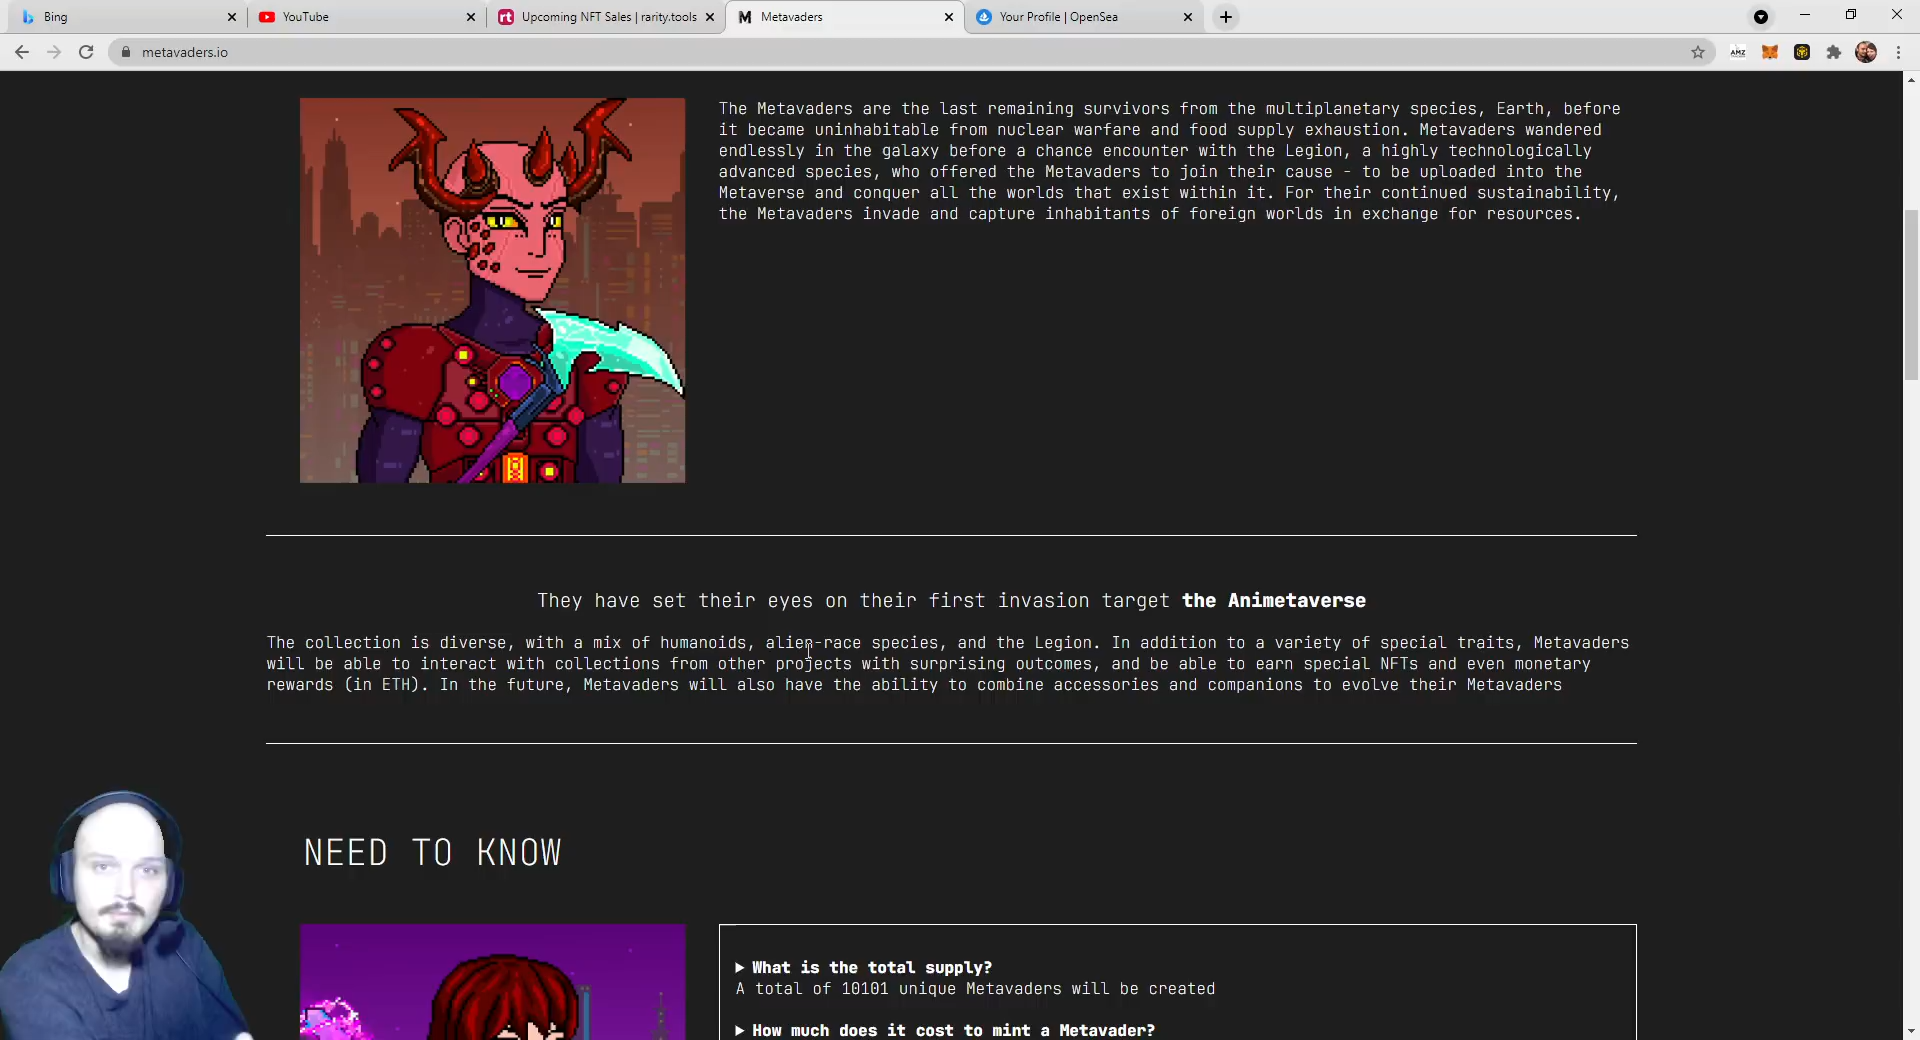 Bing
YouTube
Upcoming NFT Sales | rarity.tools
Metavaders
Your Profile | OpenSea
metavaders.io
AMZ
The Metavaders are the last remaining survivors from the multiplanetary species, Earth, before
it became uninhabitable from nuclear warfare and food supply exhaustion. Metavaders wandered
endlessly in the galaxy before a chance encounter with the Legion, a highly technologically
advanced species, who offered the Metavaders to join their cause - to be uploaded into the
Metaverse and conquer all the worlds that exist within it. For their continued sustainability,
the Metavaders invade and capture inhabitants of foreign worlds in exchange for resources.
They have set their eyes on their first invasion target the Animetaverse
The collection is diverse, with a mix of humanoids, alien-race species, and the Legion. In addition to a variety of special traits, Metavaders
will be able to interact with collections from other projects with surprising outcomes, and be able to earn special NFTs and even monetary
rewards (in ETH). In the future, Metavaders will also have the ability to combine accessories and companions to evolve their Metavaders
NEED TO KNOW
What is the total supply?
A total of 10101 unique Metavaders will be created
How much does it cost to mint a Metavader?